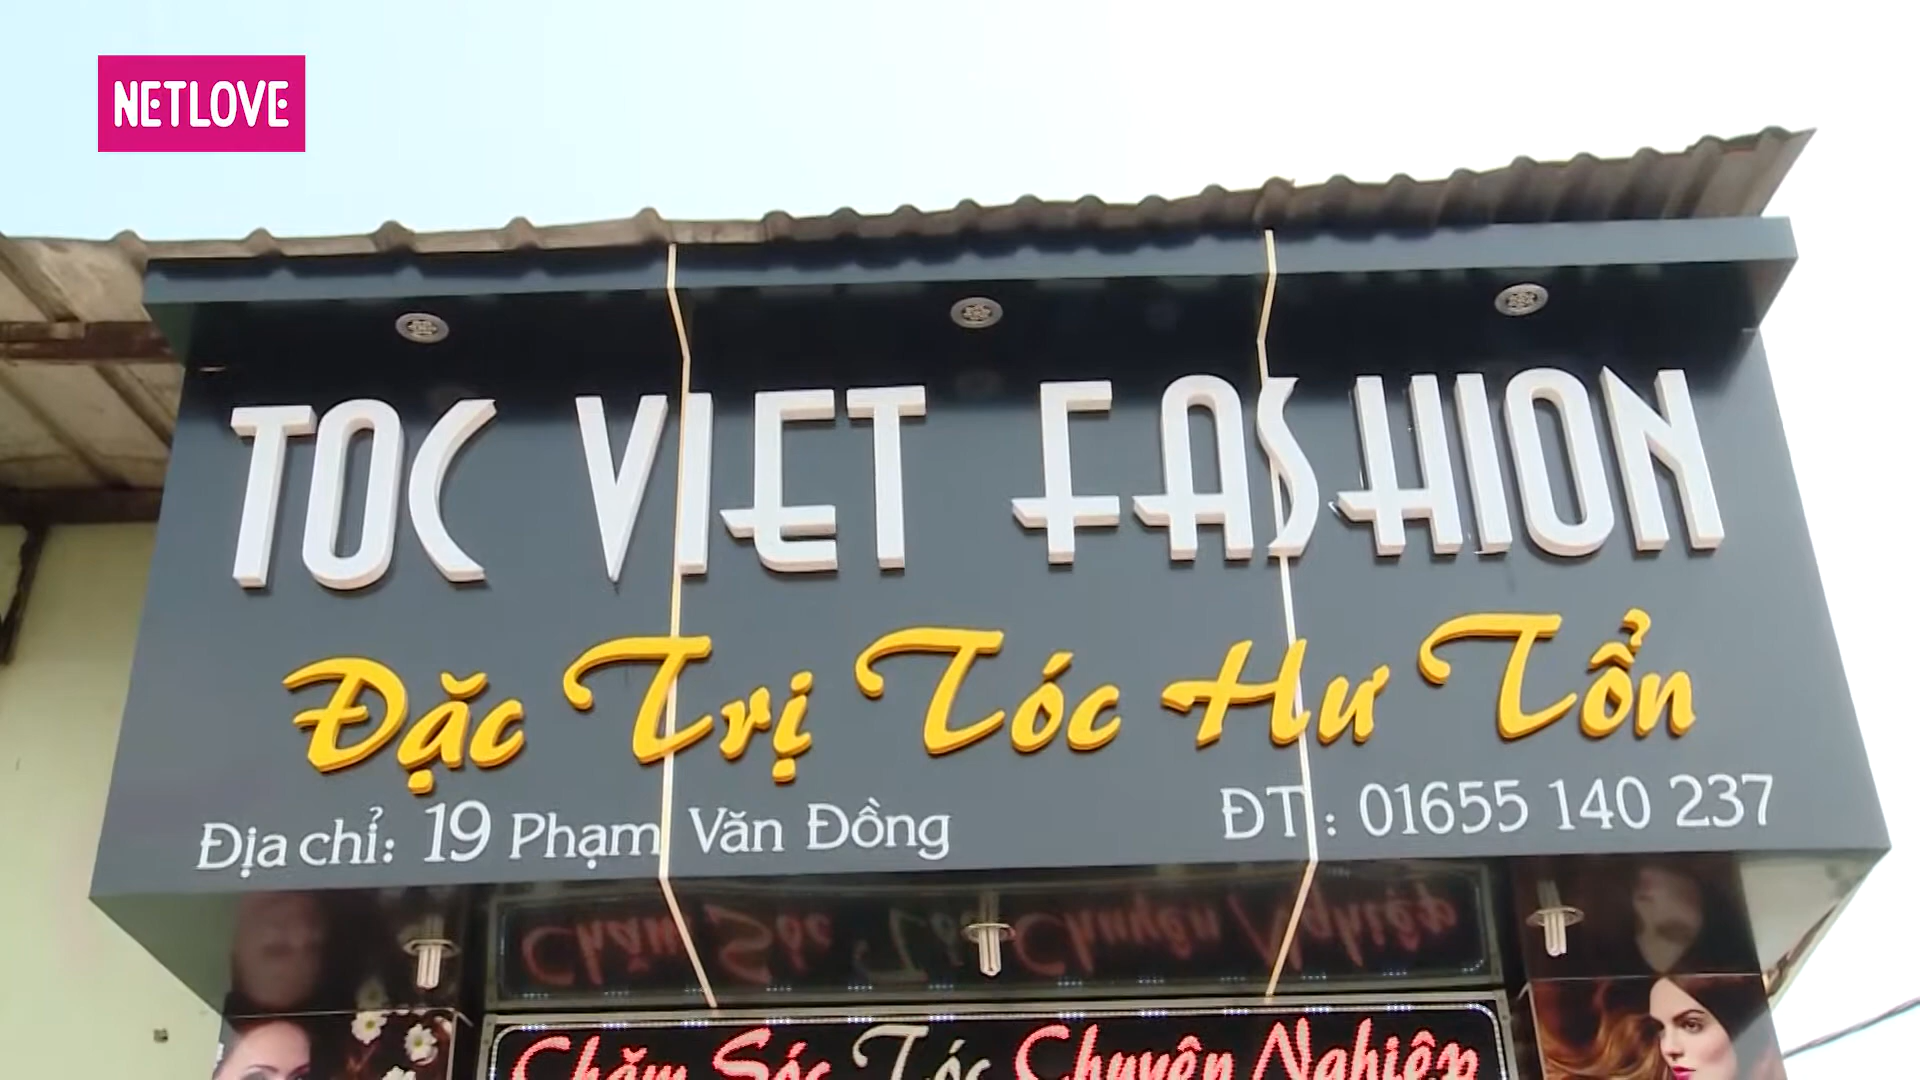 NETLOVE
TOC VIET FASHION
Đặc Trị Tóc Hư Tổn
Địa chỉ: 19 Phạm Văn Đồng
ĐT: 01655 140 237
Chăm Sóc Tóc Chuyên Nghiệp